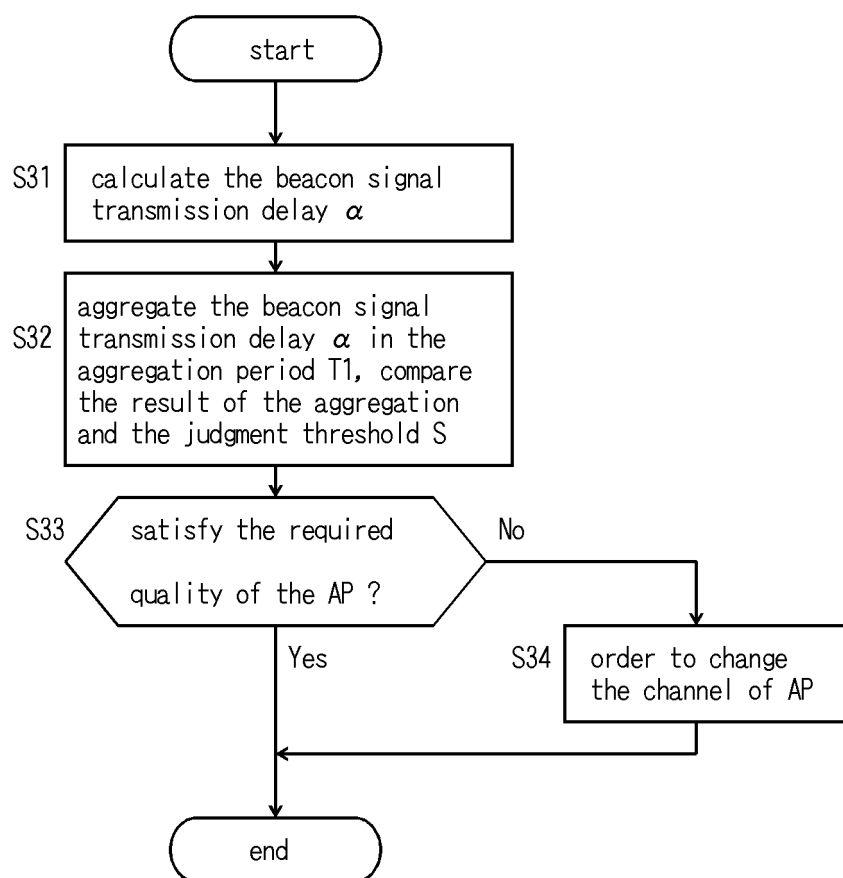 start
S31
calculate the beacon signal
transmission delay α
S32
aggregate the beacon signal
transmission delay α in the
aggregation period T1, compare
the result of the aggregation
and the judgment threshold S
S33
satisfy the required
quality of the AP ?
No
Yes
S34
order to change
the channel of AP
end